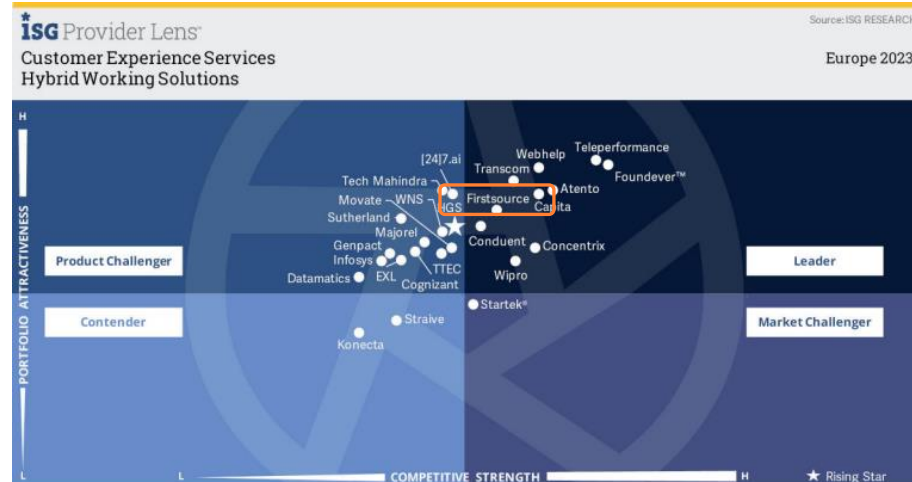 iSG Provider Lens™
Source: ISG RESEARCH
Customer Experience Services
Hybrid Working Solutions
Europe 2023
H
PORTFOLIO ATTRACTIVENESS
L
Product Challenger
Leader
Contender
Market Challenger
[24]7.ai
Tech Mahindra
Movate
WNS
HGS
Sutherland
Majorel
Genpact
Infosys
EXL
Datamatics
Cognizant
TTEC
Webhelp
Teleperformance
Transcom
Foundever™
Firstsource
Atento
Capita
Conduent
Concentrix
Wipro
Startek®
Straive
Konecta
L
COMPETITIVE STRENGTH
H
★ Rising Star